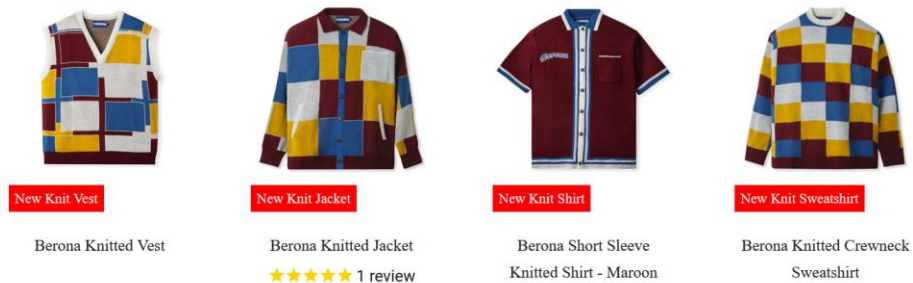 New Knit Vest
New Knit Jacket
New Knit Shirt
New Knit Sweatshirt
Berona Knitted Vest
Berona Knitted Jacket
1 review
Berona Short Sleeve
Knitted Shirt - Maroon
Berona Knitted Crewneck
Sweatshirt